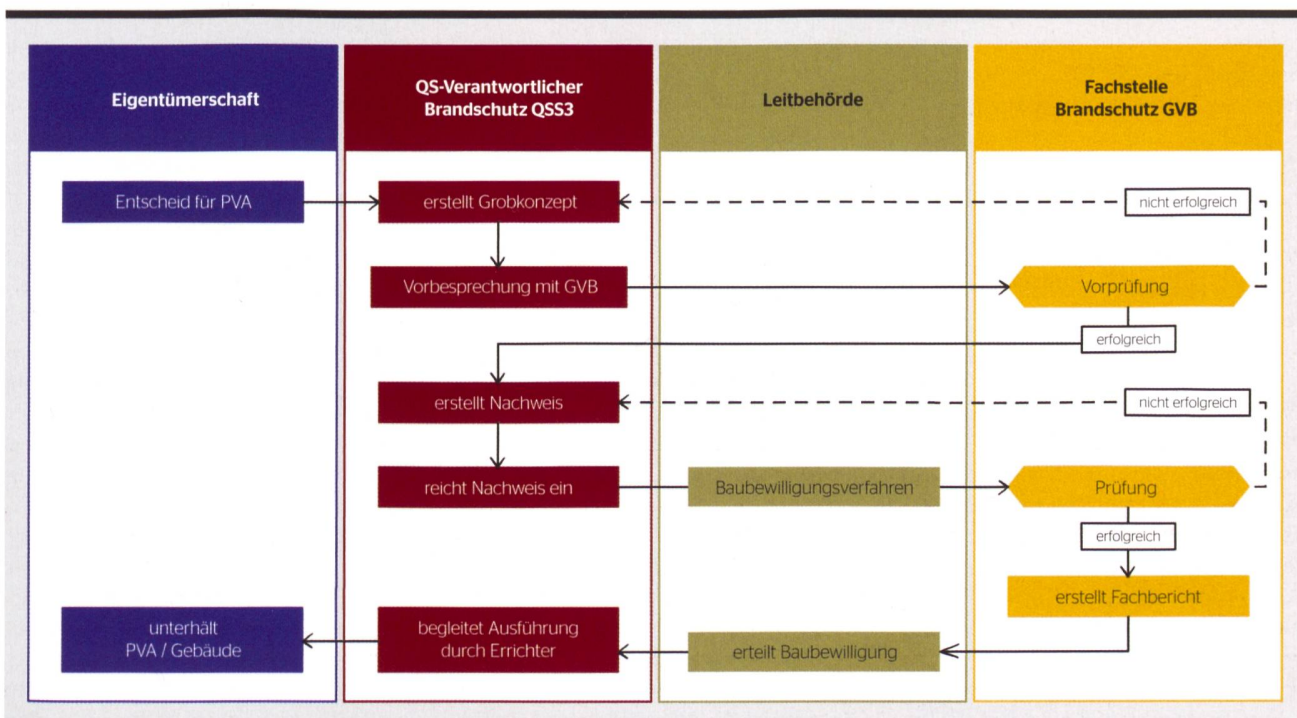 Eigentümerschaft
QS-Verantwortlicher
Brandschutz QSS3
Leitbehörde
Fachstelle
Brandschutz GVB
Entscheid für PVA
erstellt Grobkonzept
nicht erfolgreich
Vorbesprechung mit GVB
Vorprüfung
erfolgreich
erstellt Nachweis
nicht erfolgreich
reicht Nachweis ein
Baubewilligungsverfahren
Prüfung
erfolgreich
erstellt Fachbericht
unterhält
PVA / Gebäude
begleitet Ausführung
durch Errichter
erteilt Baubewilligung